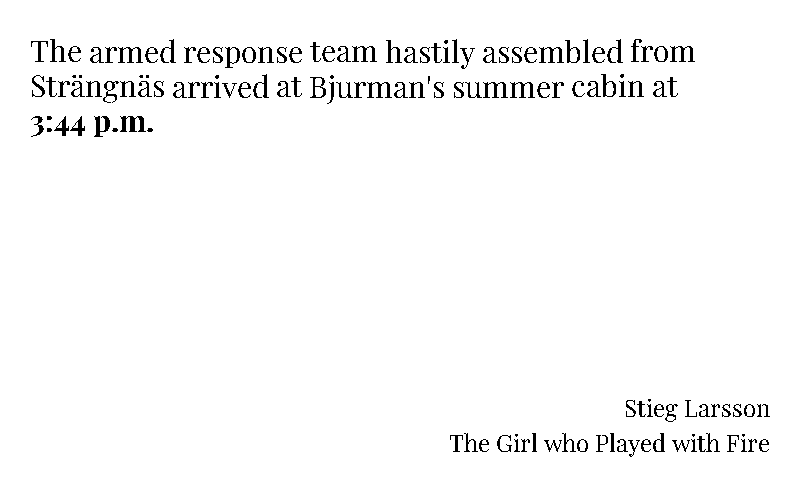 The armed response team hastily assembled from
Strängnäs arrived at Bjurman's summer cabin at
3:44 p.m.
Stieg Larsson
The Girl who Played with Fire